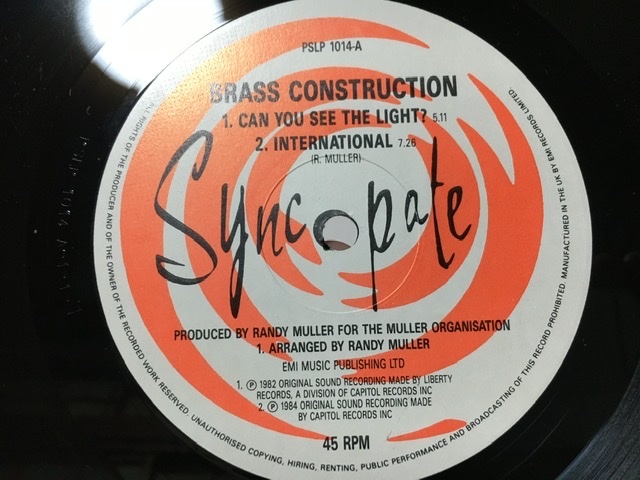 PSLP 1014-A
BRASS CONSTRUCTION
1. CAN YOU SEE THE LIGHT? 5.11
2. INTERNATIONAL 7.26
(R. MULLER)
Syncopate
PRODUCED BY RANDY MULLER FOR THE MULLER ORGANISATION
1. ARRANGED BY RANDY MULLER
EMI MUSIC PUBLISHING LTD
1. ℗ 1982 ORIGINAL SOUND RECORDING MADE BY LIBERTY
RECORDS, A DIVISION OF CAPITOL RECORDS INC
2. ℗ 1984 ORIGINAL SOUND RECORDING MADE
BY CAPITOL RECORDS INC
45 RPM
ALL RIGHTS OF THE PRODUCER AND OF THE OWNER OF THE RECORDED WORK RESERVED. UNAUTHORISED COPYING, HIRING, RENTING, PUBLIC PERFORMANCE AND BROADCASTING OF THIS RECORD PROHIBITED. MANUFACTURED IN THE UK BY EMI RECORDS LIMITED.